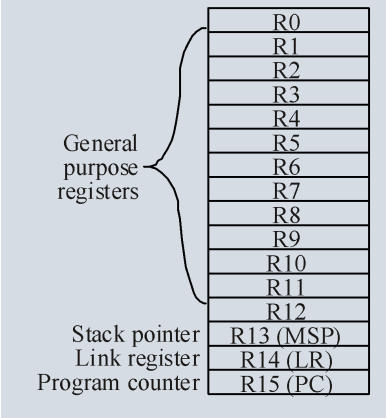 R0
R1
R2
R3
R4
R5
General
purpose
registers
R6
R7
R8
R9
R10
R11
R12
Stack pointer R13 (MSP)
Link register R14 (LR)
Program counter R15 (PC)